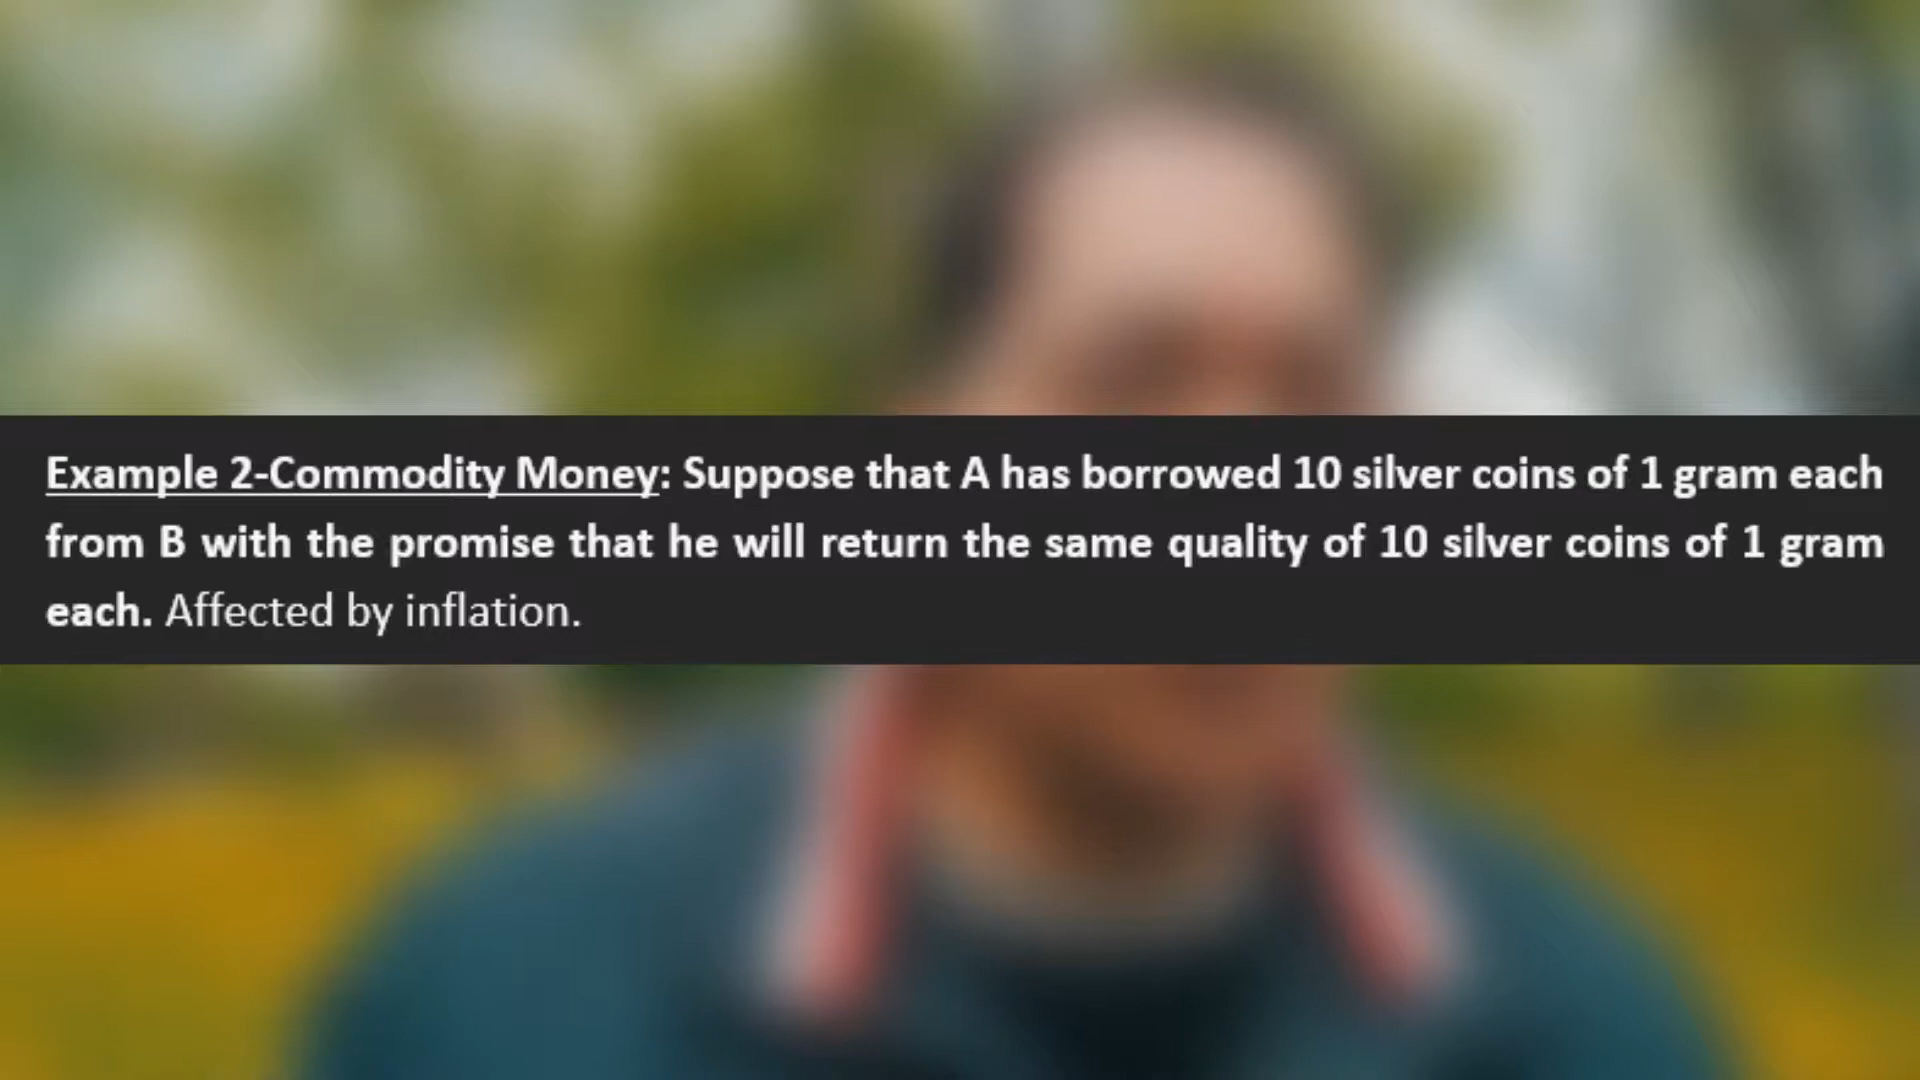 Example 2-Commodity Money: Suppose that A has borrowed 10 silver coins of 1 gram each
from B with the promise that he will return the same quality of 10 silver coins of 1 gram
each. Affected by inflation.